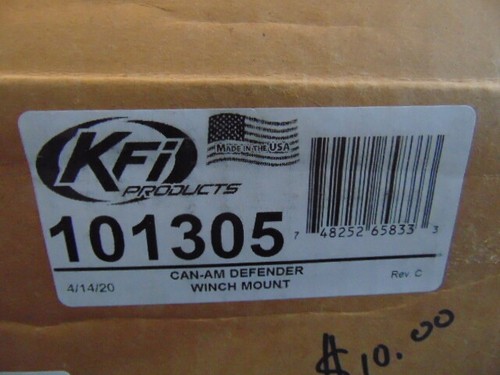 KFi
PRODUCTS
MADE IN THE USA
101305
7 48252 65833 3
CAN-AM DEFENDER
WINCH MOUNT
4/14/20
Rev C
$10.00